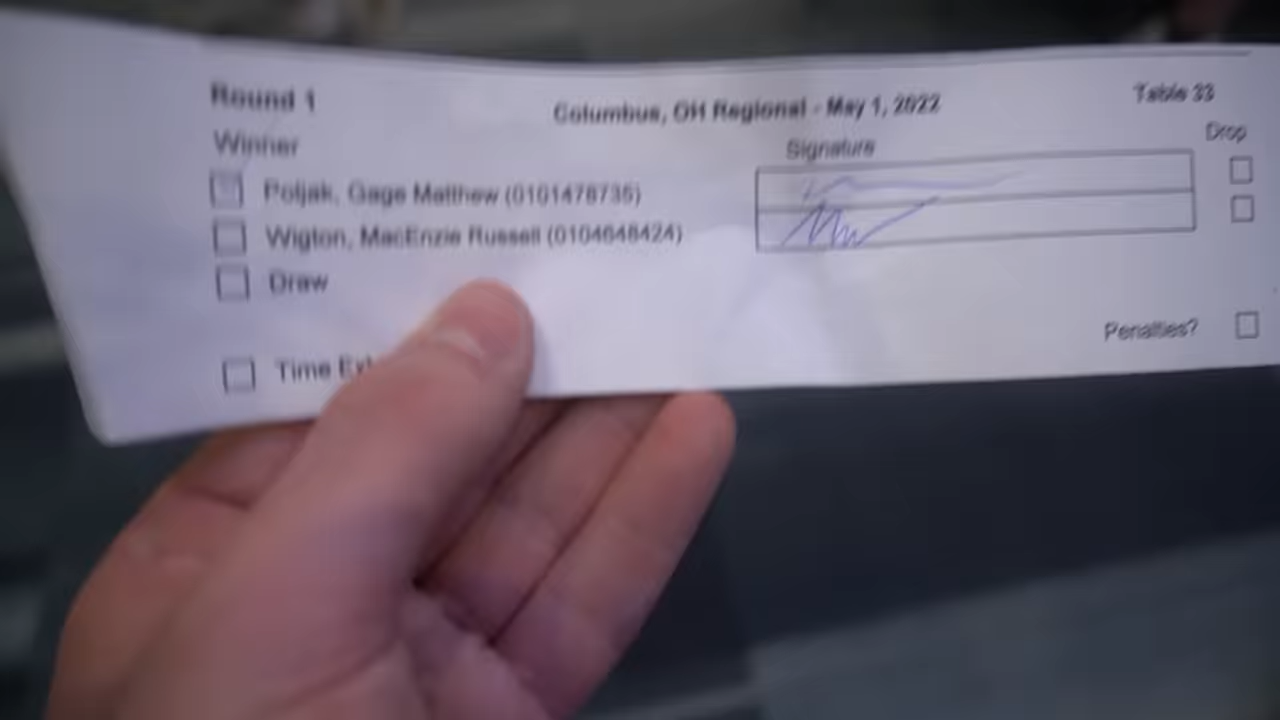 Round 1
Columbus, OH Regional - May 1, 2022
Table 33
Winner
Signature
Drop
Poljak, Gage Matthew (0101478735)
Wigton, MacEnzie Russell (0104648424)
Draw
Penalties?
Time